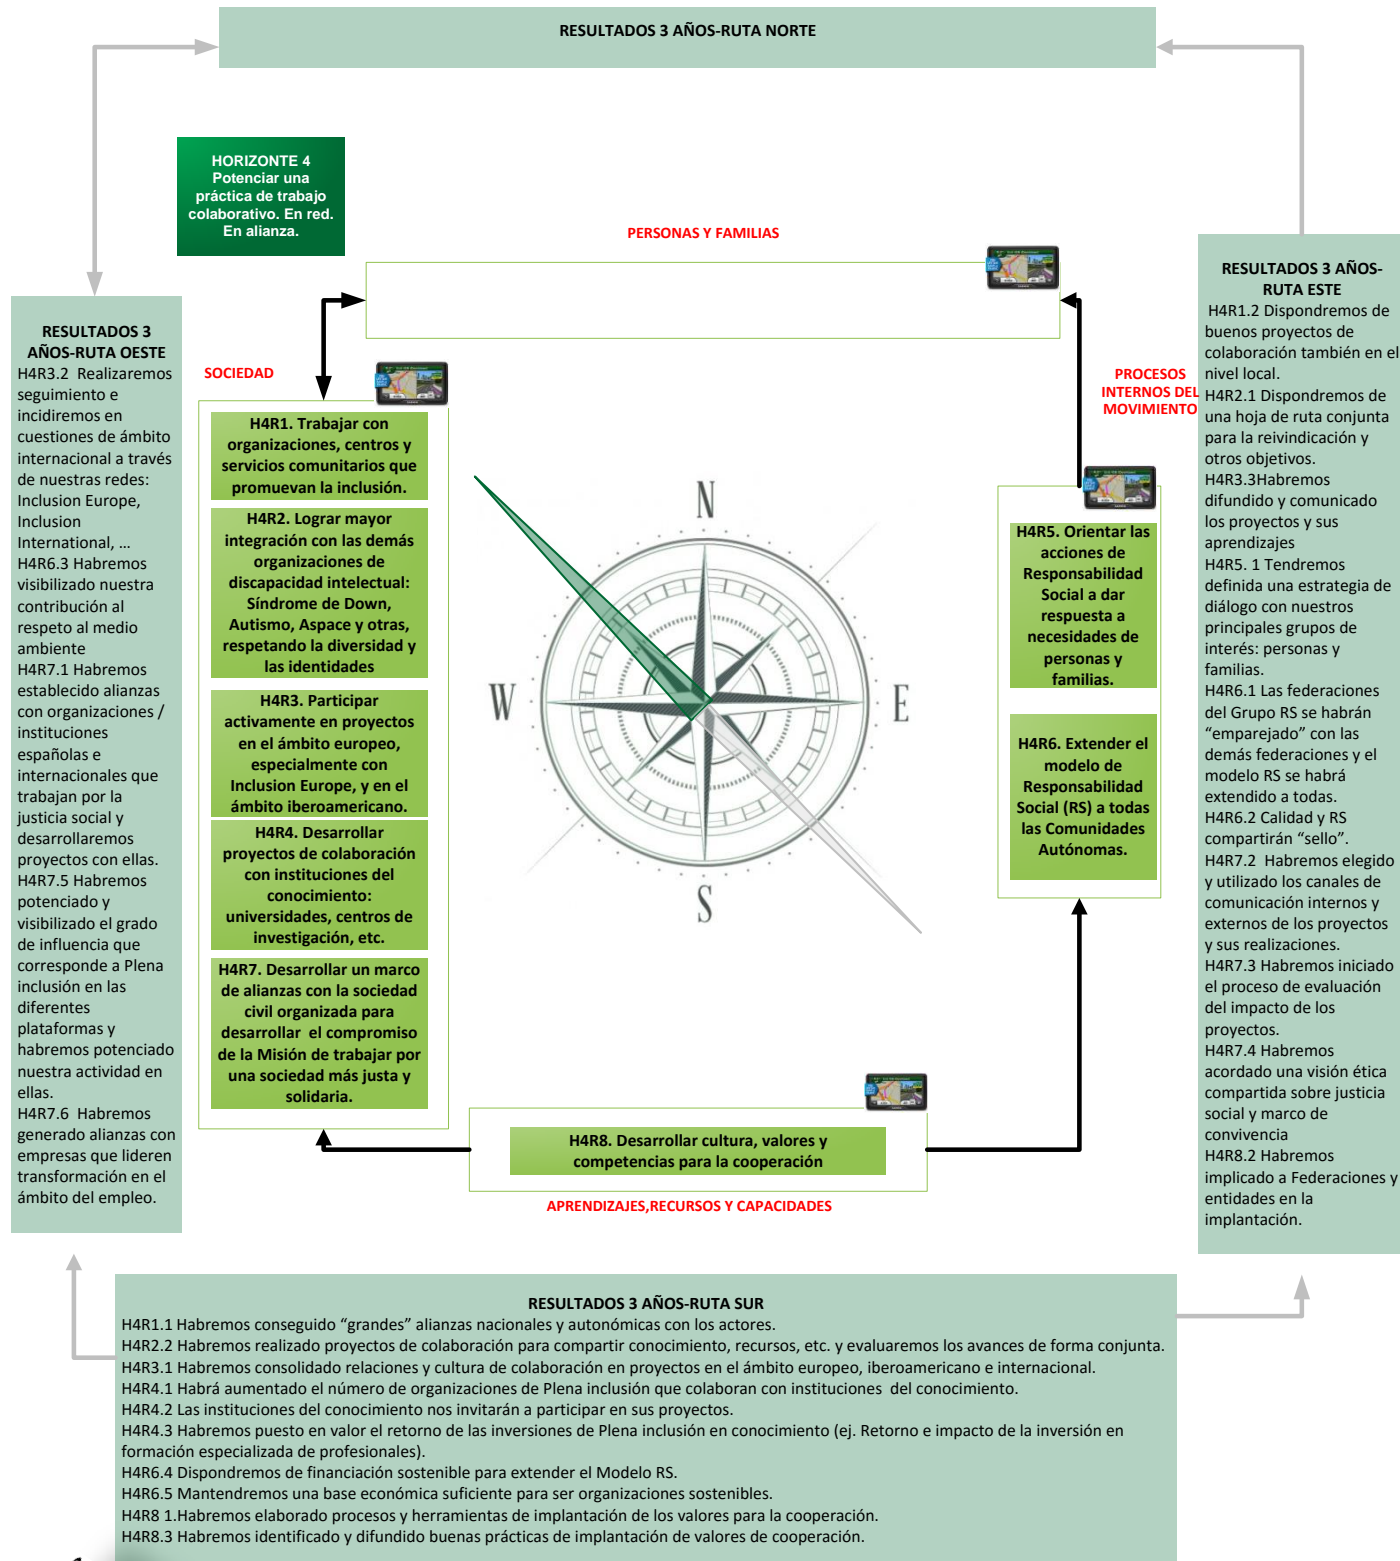 RESULTADOS 3 AÑOS-RUTA NORTE
HORIZONTE 4
Potenciar una
práctica de trabajo
colaborativo. En red.
En alianza.
PERSONAS Y FAMILIAS
RESULTADOS 3
AÑOS-RUTA OESTE
H4R3.2  Realizaremos
seguimiento e
incidiremos en
cuestiones de ámbito
internacional a través
de nuestras redes:
Inclusion Europe,
Inclusion
International, …
H4R6.3 Habremos
visibilizado nuestra
contribución al
respeto al medio
ambiente
H4R7.1 Habremos
establecido alianzas
con organizaciones /
instituciones
españolas e
internacionales que
trabajan por la
justicia social y
desarrollaremos
proyectos con ellas.
H4R7.5 Habremos
potenciado y
visibilizado el grado
de influencia que
corresponde a Plena
inclusión en las
diferentes
plataformas y
habremos potenciado
nuestra actividad en
ellas.
H4R7.6  Habremos
generado alianzas con
empresas que lideren
transformación en el
ámbito del empleo.
SOCIEDAD
H4R1. Trabajar con
organizaciones, centros y
servicios comunitarios que
promuevan la inclusión.
H4R2. Lograr mayor
integración con las demás
organizaciones de
discapacidad intelectual:
Síndrome de Down,
Autismo, Aspace y otras,
respetando la diversidad y
las identidades
H4R3. Participar
activamente en proyectos
en el ámbito europeo,
especialmente con
Inclusion Europe, y en el
ámbito iberoamericano.
H4R4. Desarrollar
proyectos de colaboración
con instituciones del
conocimiento:
universidades, centros de
investigación, etc.
H4R7. Desarrollar un marco
de alianzas con la sociedad
civil organizada para
desarrollar  el compromiso
de la Misión de trabajar por
una sociedad más justa y
solidaria.
N
W
E
S
PROCESOS
INTERNOS DEL
MOVIMIENTO
H4R5. Orientar las
acciones de
Responsabilidad
Social a dar
respuesta a
necesidades de
personas y
familias.
H4R6. Extender el
modelo de
Responsabilidad
Social (RS) a todas
las Comunidades
Autónomas.
H4R8. Desarrollar cultura, valores y
competencias para la cooperación
APRENDIZAJES,RECURSOS Y CAPACIDADES
RESULTADOS 3 AÑOS-
RUTA ESTE
H4R1.2 Dispondremos de
buenos proyectos de
colaboración también en el
nivel local.
H4R2.1 Dispondremos de
una hoja de ruta conjunta
para la reivindicación y
otros objetivos.
H4R3.3Habremos
difundido y comunicado
los proyectos y sus
aprendizajes
H4R5. 1 Tendremos
definida una estrategia de
diálogo con nuestros
principales grupos de
interés: personas y
familias.
H4R6.1 Las federaciones
del Grupo RS se habrán
“emparejado” con las
demás federaciones y el
modelo RS se habrá
extendido a todas.
H4R6.2 Calidad y RS
compartirán “sello”.
H4R7.2  Habremos elegido
y utilizado los canales de
comunicación internos y
externos de los proyectos
y sus realizaciones.
H4R7.3 Habremos iniciado
el proceso de evaluación
del impacto de los
proyectos.
H4R7.4 Habremos
acordado una visión ética
compartida sobre justicia
social y marco de
convivencia
H4R8.2 Habremos
implicado a Federaciones y
entidades en la
implantación.
RESULTADOS 3 AÑOS-RUTA SUR
H4R1.1 Habremos conseguido “grandes” alianzas nacionales y autonómicas con los actores.
H4R2.2 Habremos realizado proyectos de colaboración para compartir conocimiento, recursos, etc. y evaluaremos los avances de forma conjunta.
H4R3.1 Habremos consolidado relaciones y cultura de colaboración en proyectos en el ámbito europeo, iberoamericano e internacional.
H4R4.1 Habrá aumentado el número de organizaciones de Plena inclusión que colaboran con instituciones  del conocimiento.
H4R4.2 Las instituciones del conocimiento nos invitarán a participar en sus proyectos.
H4R4.3 Habremos puesto en valor el retorno de las inversiones de Plena inclusión en conocimiento (ej. Retorno e impacto de la inversión en
formación especializada de profesionales).
H4R6.4 Dispondremos de financiación sostenible para extender el Modelo RS.
H4R6.5 Mantendremos una base económica suficiente para ser organizaciones sostenibles.
H4R8 1.Habremos elaborado procesos y herramientas de implantación de los valores para la cooperación.
H4R8.3 Habremos identificado y difundido buenas prácticas de implantación de valores de cooperación.